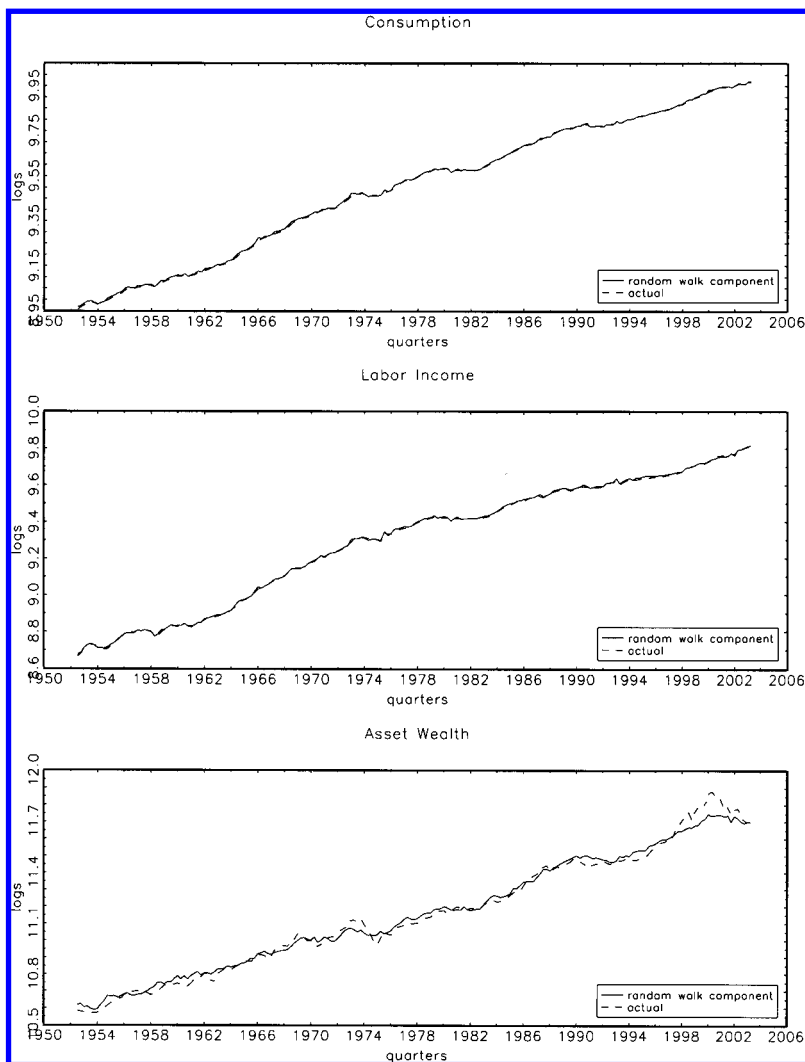 Consumption
9.95
9.75
9.55
9.35
9.15
8.95
logs
1950 1954 1958 1962 1966 1970 1974 1978 1982 1986 1990 1994 1998 2002 2006
quarters
random walk component
actual
Labor Income
10.0
9.8
9.6
9.4
9.2
9.0
8.8
8.6
logs
1950 1954 1958 1962 1966 1970 1974 1978 1982 1986 1990 1994 1998 2002 2006
quarters
random walk component
actual
Asset Wealth
12.0
11.7
11.4
11.1
10.8
10.5
logs
1950 1954 1958 1962 1966 1970 1974 1978 1982 1986 1990 1994 1998 2002 2006
quarters
random walk component
actual